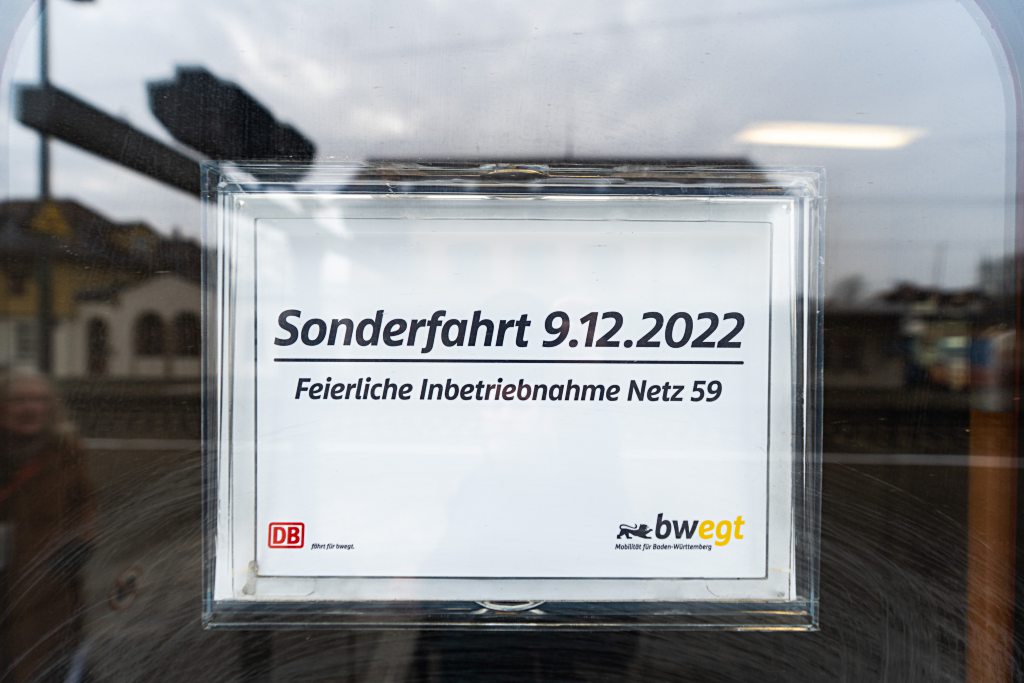 Sonderfahrt 9.12.2022
Feierliche Inbetriebnahme Netz 59
DB fährt für bwegt.
bwegt
Mobilität für Baden-Württemberg